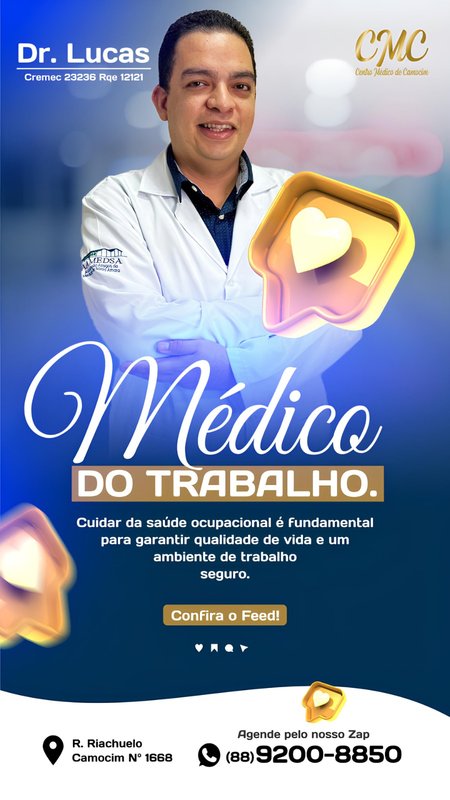 Dr. Lucas
Cremec 23236 Rqe 12121
CMC
Centro Médico de Camocim
MEDSA
Médico
DO TRABALHO.
Cuidar da saúde ocupacional é fundamental
para garantir qualidade de vida e um
ambiente de trabalho
seguro.
Confira o Feed!
R. Riachuelo
Camocim N° 1668
Agende pelo nosso Zap
(88)9200-8850